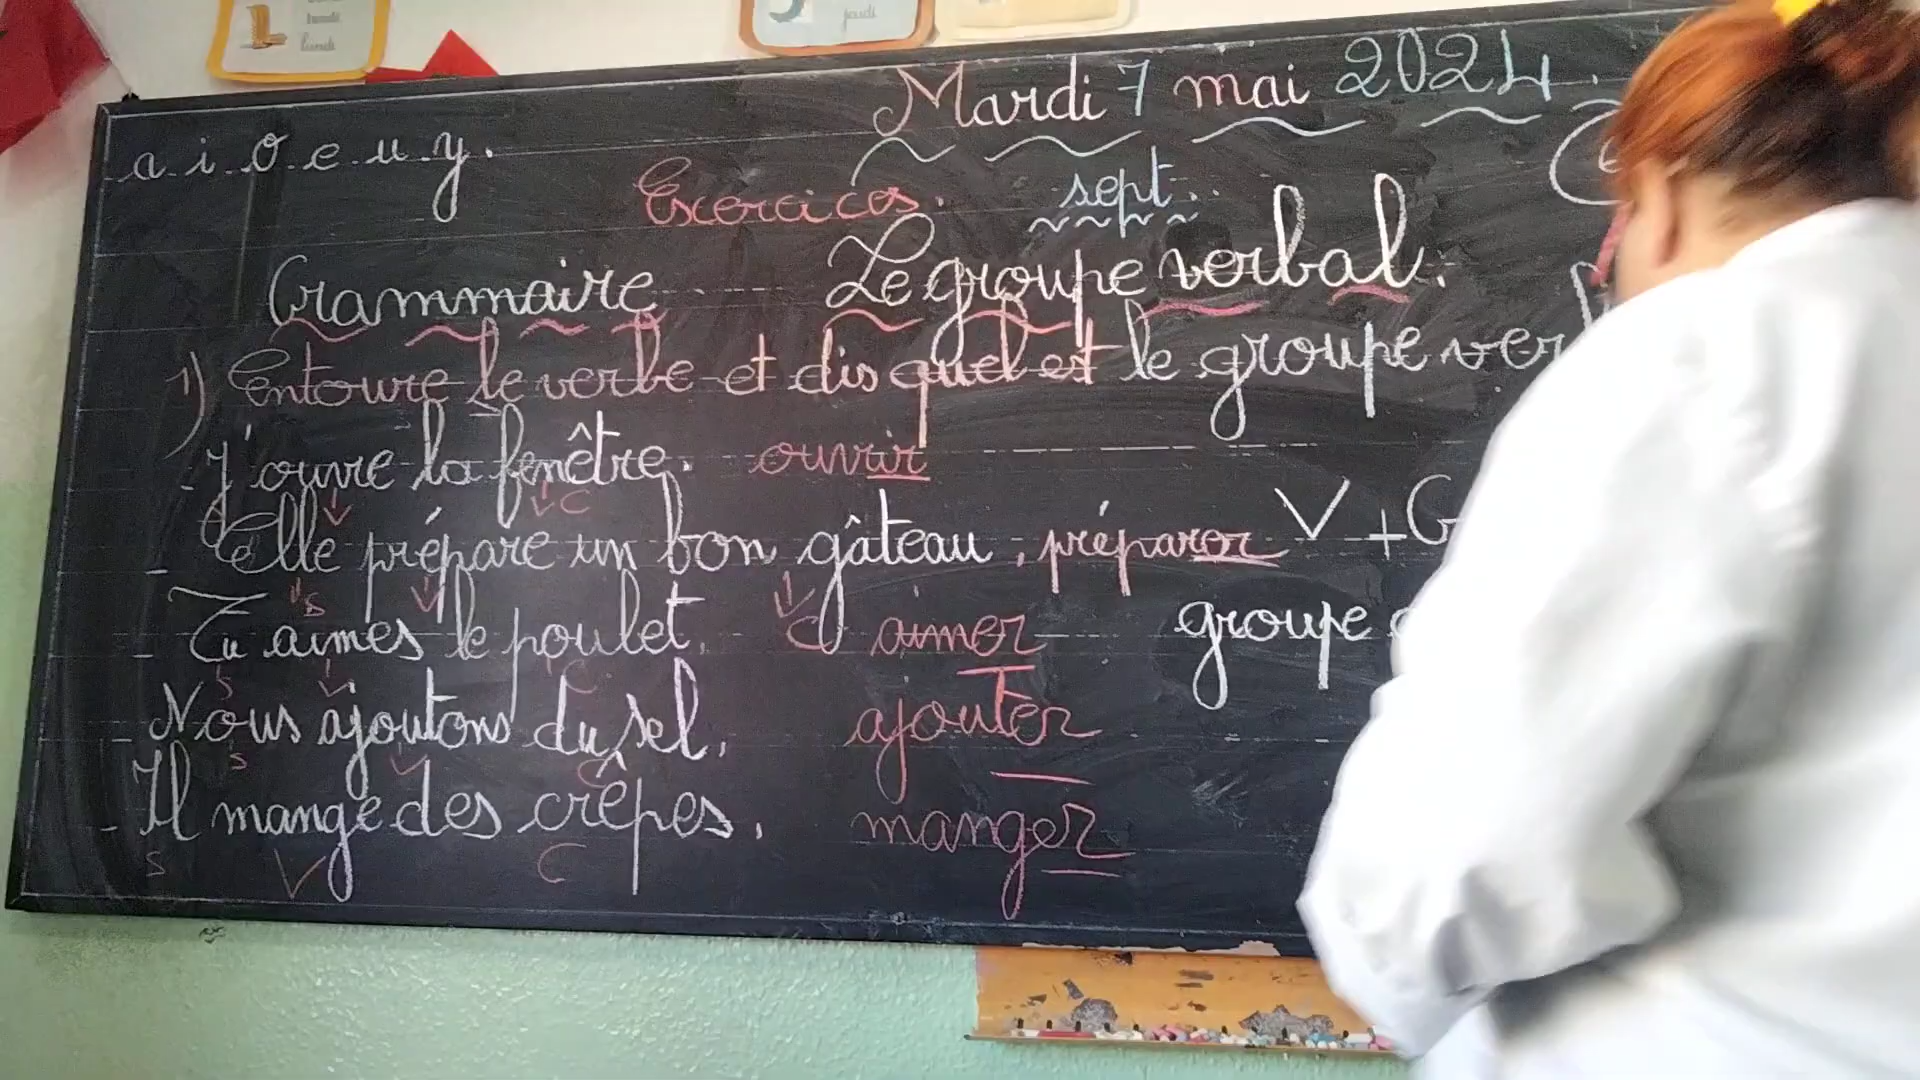 lundi
jeudi
Mardi 7 mai 2024.
a i o e u y.
sept.
Exercices.
Grammaire Le groupe verbal.
1) Entoure le verbe et dis quel est le groupe ver
- J'ouvre la fenêtre. ouvrir
S V C
- Elle prépare un bon gâteau. préparer V + G
S V C
- Tu aimes le poulet. aimer groupe
S V C
- Nous ajoutons du sel. ajouter
S V C
- Il mange des crêpes. manger
S V C